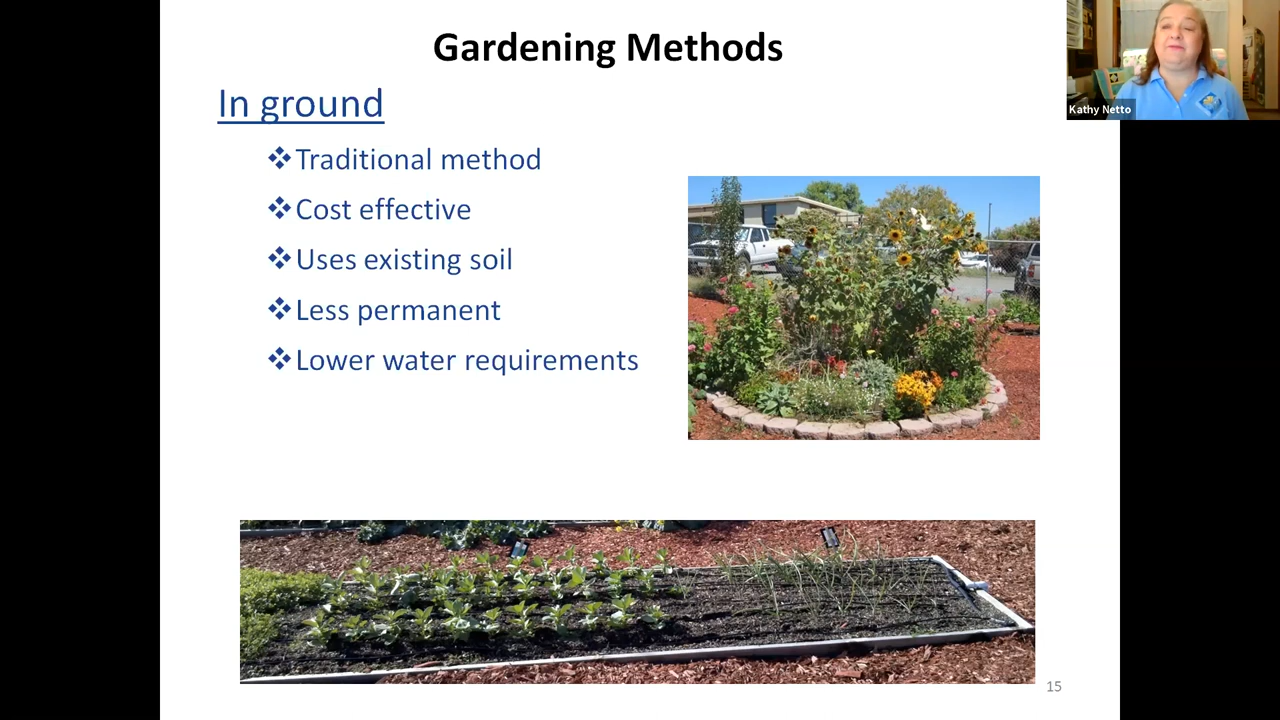 Gardening Methods
Kathy Netto
In ground
❖Traditional method
❖Cost effective
❖Uses existing soil
❖Less permanent
❖Lower water requirements
15